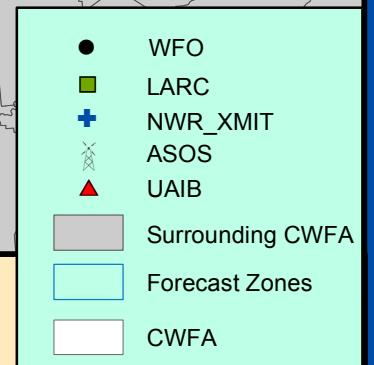 WFO
LARC
NWR_XMIT
ASOS
UAIB
Surrounding CWFA
Forecast Zones
CWFA